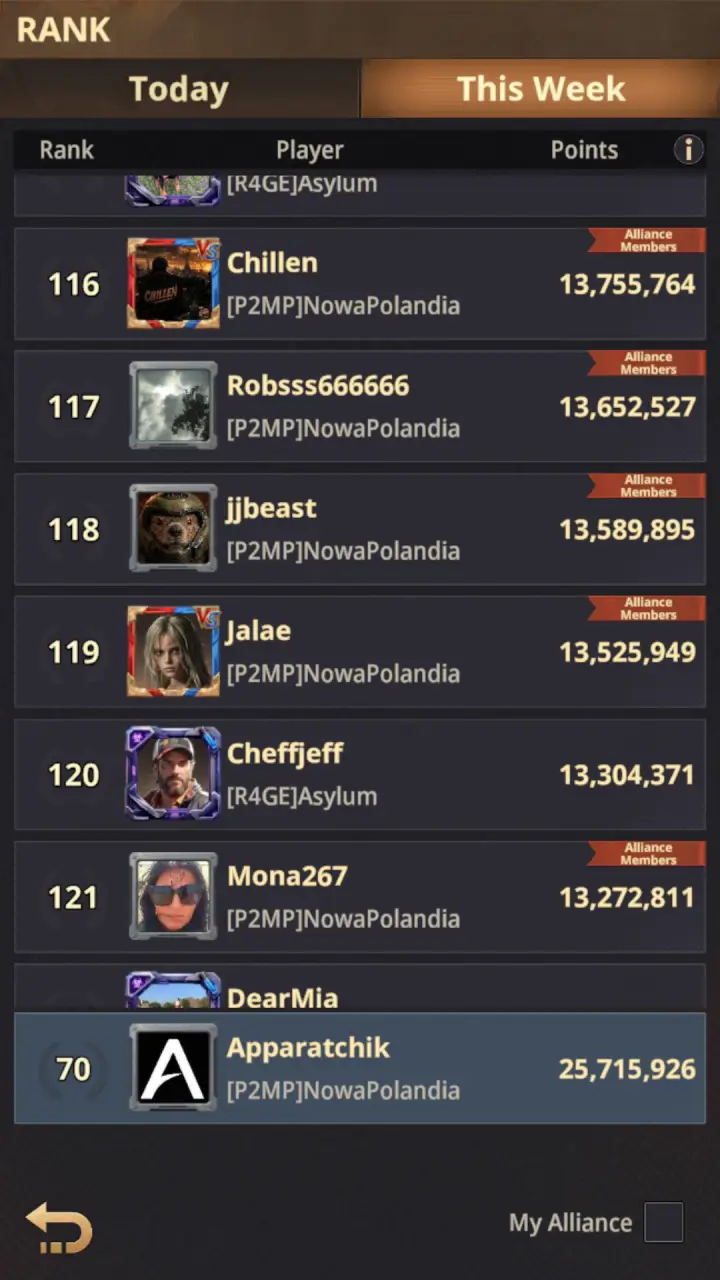 RANK
Today
This Week
Rank
Player
Points
i
[R4GE]Asylum
116
VS
CHILLEN
Chillen
[P2MP]NowaPolandia
Alliance
Members
13,755,764
117
Robsss666666
[P2MP]NowaPolandia
Alliance
Members
13,652,527
118
jjbeast
[P2MP]NowaPolandia
Alliance
Members
13,589,895
119
VS
Jalae
[P2MP]NowaPolandia
Alliance
Members
13,525,949
120
Cheffjeff
[R4GE]Asylum
13,304,371
121
Mona267
[P2MP]NowaPolandia
Alliance
Members
13,272,811
DearMia
70
Apparatchik
[P2MP]NowaPolandia
25,715,926
My Alliance